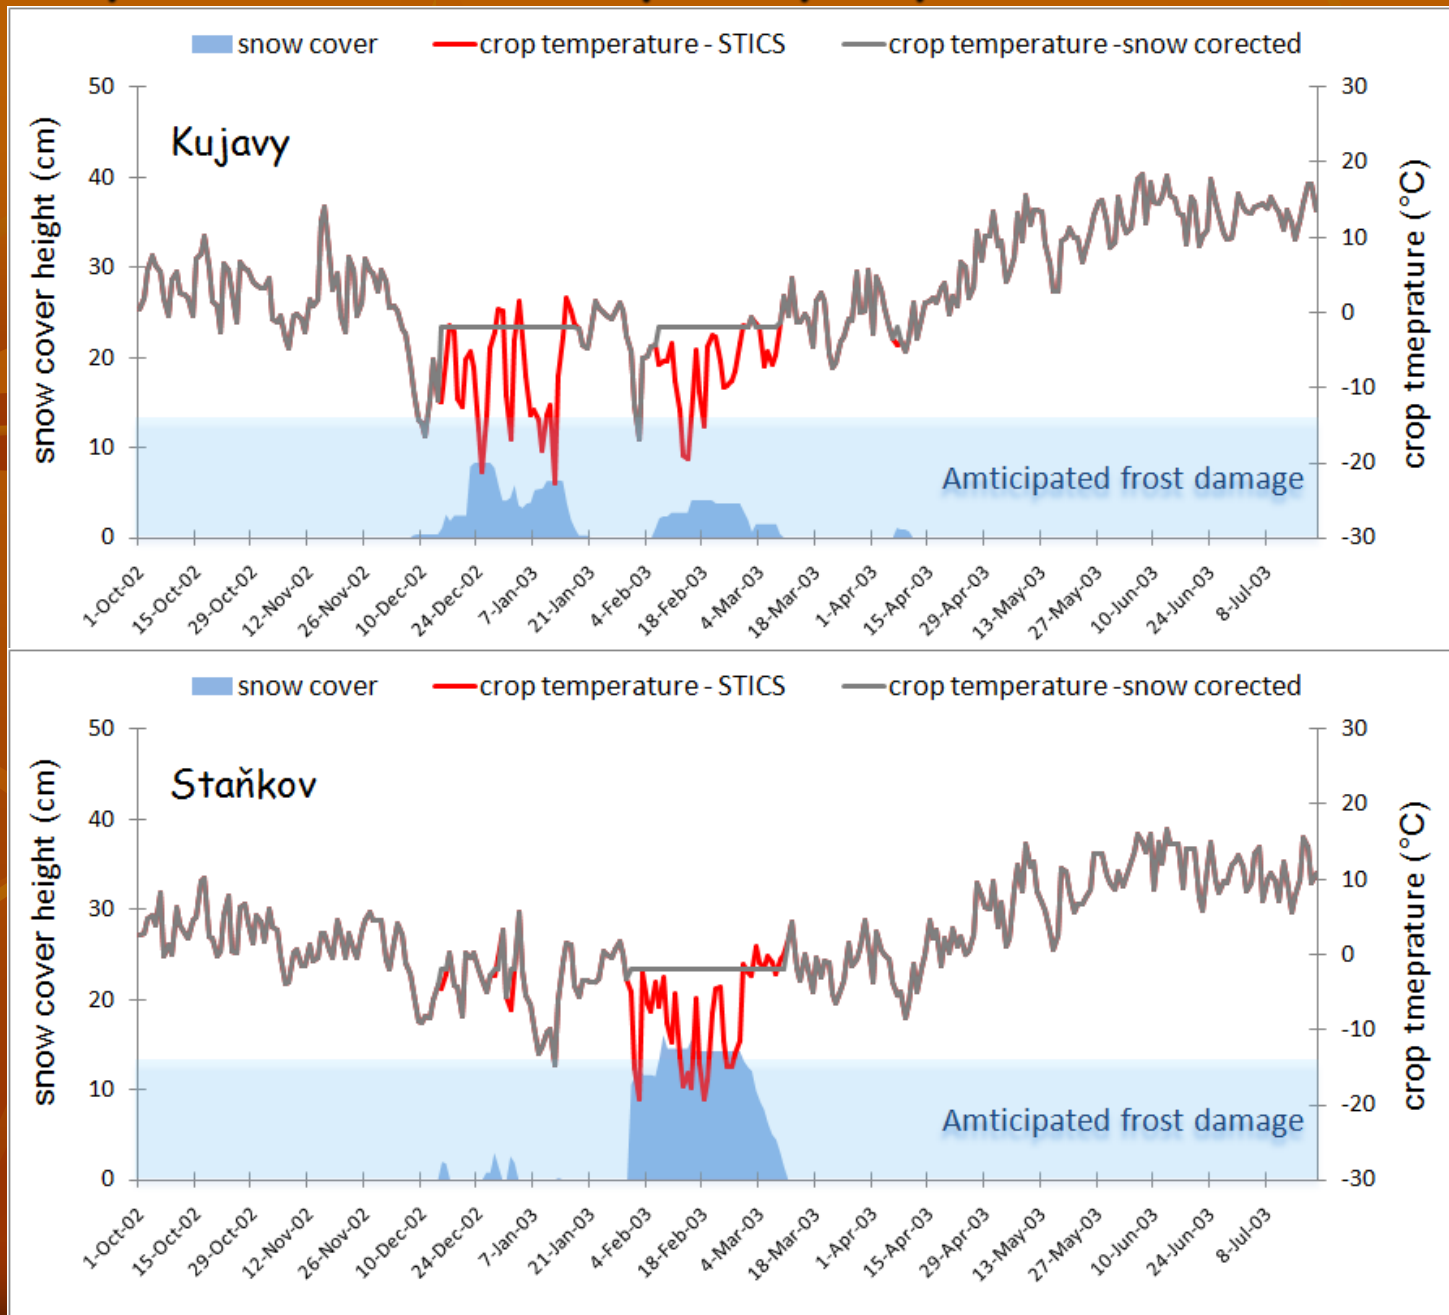 snow cover crop temperature - STICS crop temperature -snow corected
Kujavy
snow cover height (cm)
50
40
30
20
10
0
30
20
10
0
-10
-20
-30
crop tmeprature (°C)
Amticipated frost damage
1-Oct-02 15-Oct-02 29-Oct-02 12-Nov-02 26-Nov-02 10-Dec-02 24-Dec-02 7-Jan-03 21-Jan-03 4-Feb-03 18-Feb-03 4-Mar-03 18-Mar-03 1-Apr-03 15-Apr-03 29-Apr-03 13-May-03 27-May-03 10-Jun-03 24-Jun-03 8-Jul-03
snow cover crop temperature - STICS crop temperature -snow corected
Staňkov
snow cover height (cm)
50
40
30
20
10
0
30
20
10
0
-10
-20
-30
crop tmeprature (°C)
Amticipated frost damage
1-Oct-02 15-Oct-02 29-Oct-02 12-Nov-02 26-Nov-02 10-Dec-02 24-Dec-02 7-Jan-03 21-Jan-03 4-Feb-03 18-Feb-03 4-Mar-03 18-Mar-03 1-Apr-03 15-Apr-03 29-Apr-03 13-May-03 27-May-03 10-Jun-03 24-Jun-03 8-Jul-03